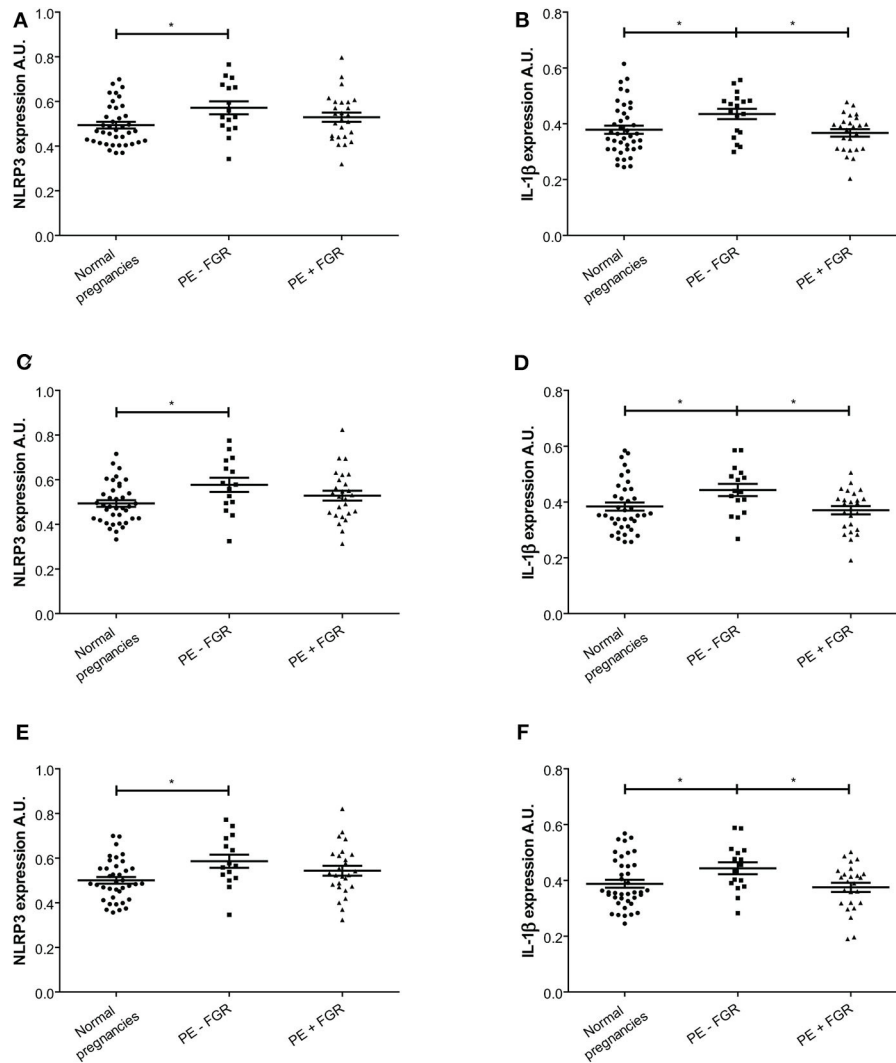 A
NLRP3 expression A.U.
1.0
0.8
0.6
0.4
0.2
0.0
*
Normal
pregnancies
PE - FGR
PE + FGR
B
IL-1β expression A.U.
0.8
0.6
0.4
0.2
0.0
*
*
Normal
pregnancies
PE - FGR
PE + FGR
C
NLRP3 expression A.U.
1.0
0.8
0.6
0.4
0.2
0.0
*
Normal
pregnancies
PE - FGR
PE + FGR
D
IL-1β expression A.U.
0.8
0.6
0.4
0.2
0.0
*
*
Normal
pregnancies
PE - FGR
PE + FGR
E
NLRP3 expression A.U.
1.0
0.8
0.6
0.4
0.2
0.0
*
Normal
pregnancies
PE - FGR
PE + FGR
F
IL-1β expression A.U.
0.8
0.6
0.4
0.2
0.0
*
*
Normal
pregnancies
PE - FGR
PE + FGR